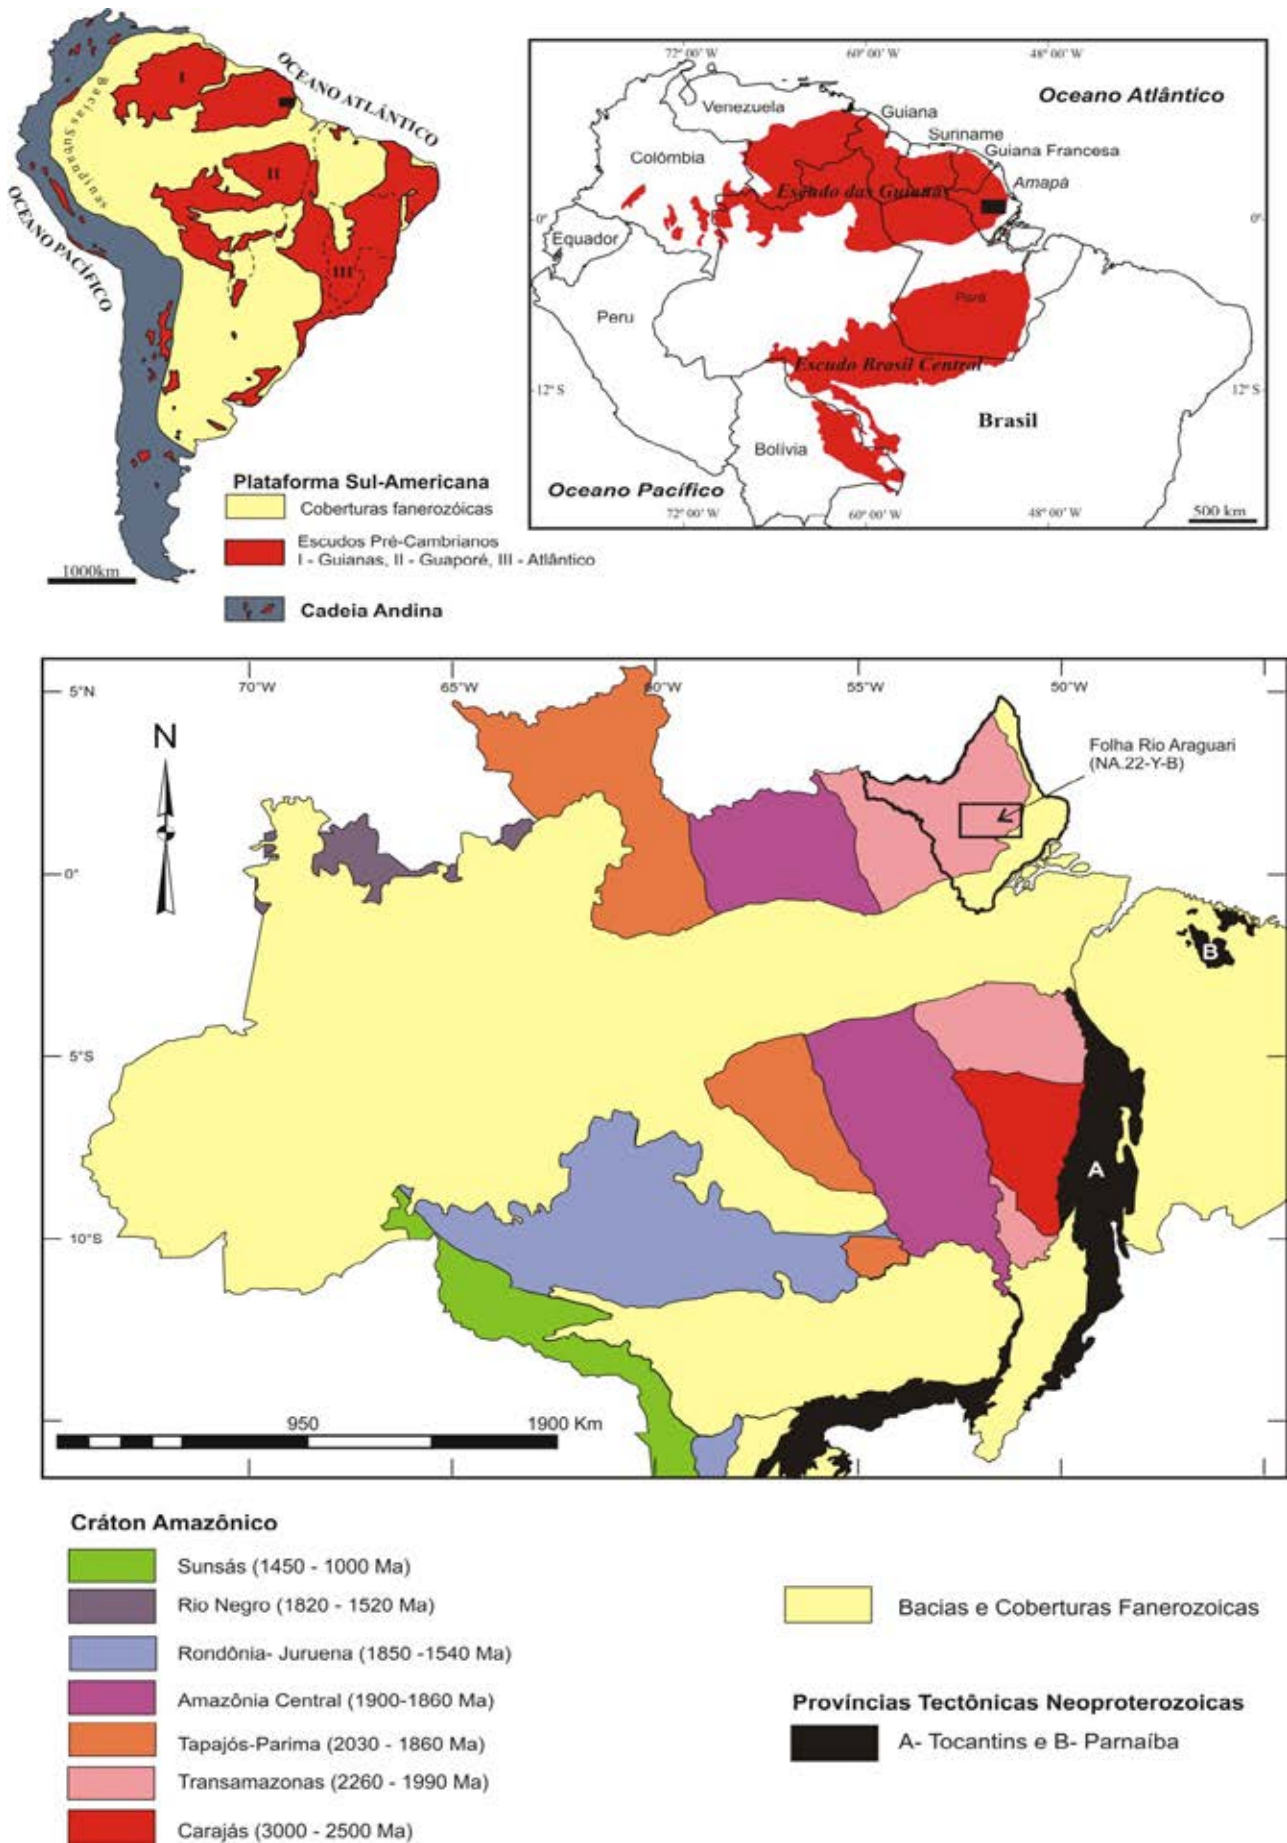 OCEANO ATLÂNTICO
I
Bacias Subandinas
II
OCEANO PACÍFICO
III
Plataforma Sul-Americana
Coberturas fanerozóicas
Escudos Pré-Cambrianos
I - Guianas, II - Guaporé, III - Atlântico
1000km
Cadeia Andina
72° 00' W
60° 00' W
48° 00' W
Oceano Atlântico
Venezuela
Guiana
Suriname
Guiana Francesa
Colômbia
Amapá
Escudo das Guianas
0°
0°
Equador
Pará
Peru
Escudo Brasil Central
12° S
12° S
Brasil
Bolívia
Oceano Pacífico
72° 00' W
60° 00' W
48° 00' W
500 km
70°W
65°W
60°W
55°W
50°W
5°N
N
Folha Rio Araguari
(NA.22-Y-B)
0°
B
5°S
A
10°S
950
1900 Km
Cráton Amazônico
Sunsás (1450 - 1000 Ma)
Rio Negro (1820 - 1520 Ma)
Rondônia- Juruena (1850 -1540 Ma)
Amazônia Central (1900-1860 Ma)
Tapajós-Parima (2030 - 1860 Ma)
Transamazonas (2260 - 1990 Ma)
Carajás (3000 - 2500 Ma)
Bacias e Coberturas Fanerozoicas
Províncias Tectônicas Neoproterozoicas
A- Tocantins e B- Parnaíba